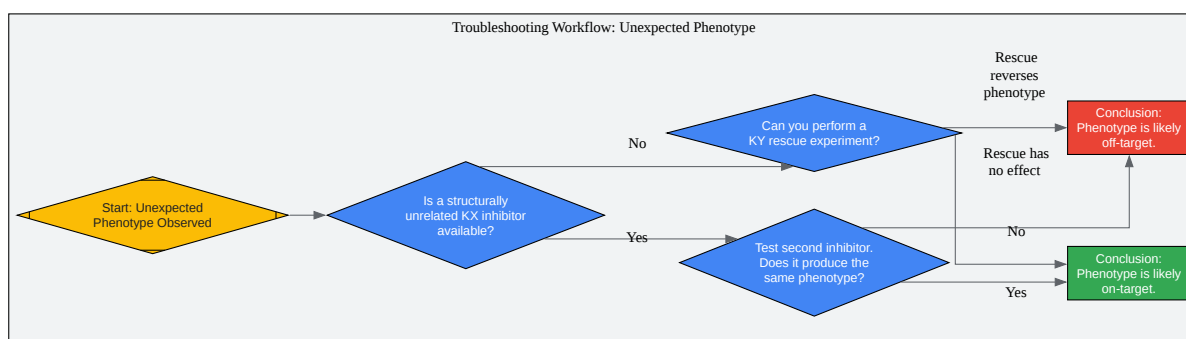 Troubleshooting Workflow: Unexpected Phenotype
Start: Unexpected
Phenotype Observed
Is a structurally
unrelated KX inhibitor
available?
No
Yes
Can you perform a
KY rescue experiment?
Test second inhibitor.
Does it produce the
same phenotype?
Rescue
reverses
phenotype
Rescue has
no effect
No
Yes
Conclusion:
Phenotype is likely
off-target.
Conclusion:
Phenotype is likely
on-target.